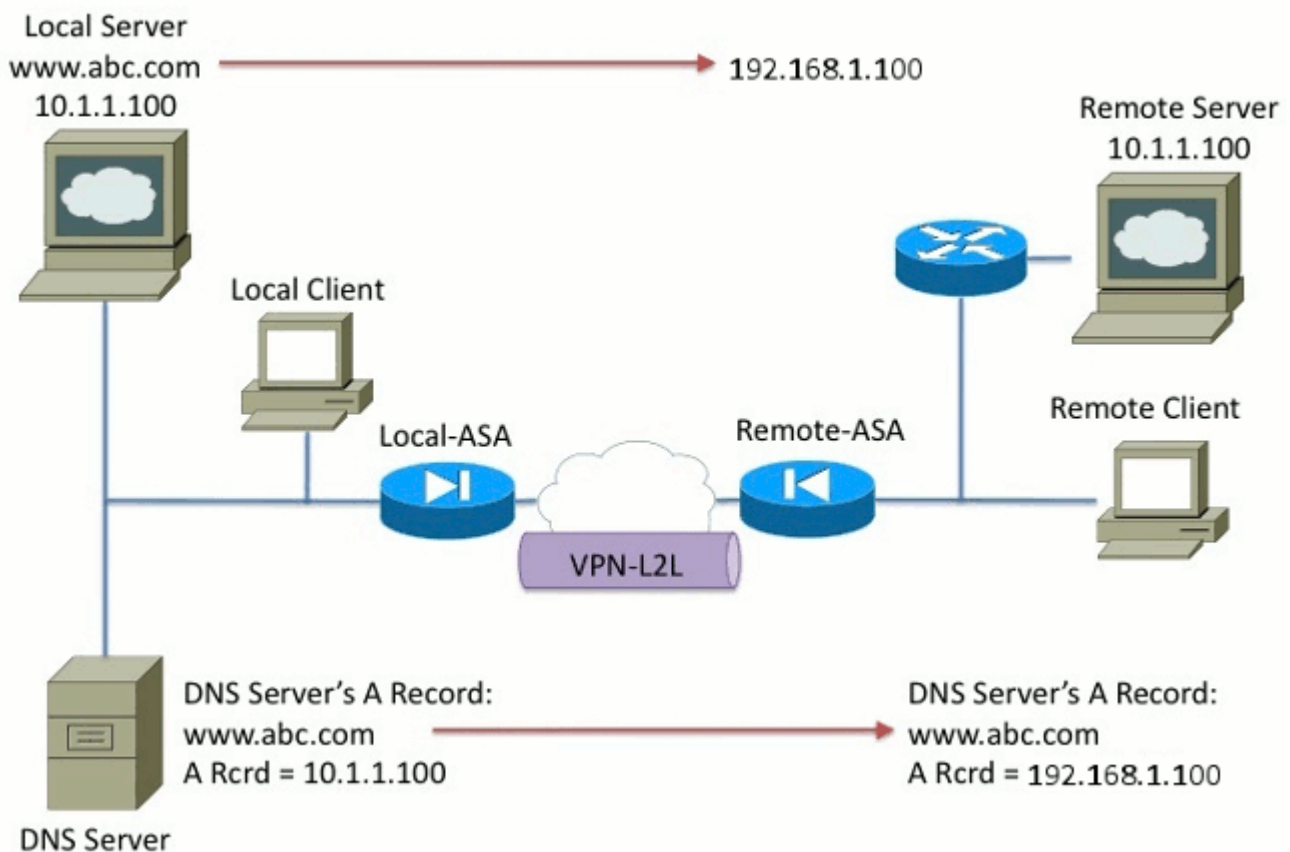 Local Server
www.abc.com
10.1.1.100
192.168.1.100
Remote Server
10.1.1.100
Local Client
Local-ASA
Remote-ASA
Remote Client
VPN-L2L
DNS Server's A Record:
www.abc.com
A Rcrd = 10.1.1.100
DNS Server's A Record:
www.abc.com
A Rcrd = 192.168.1.100
DNS Server